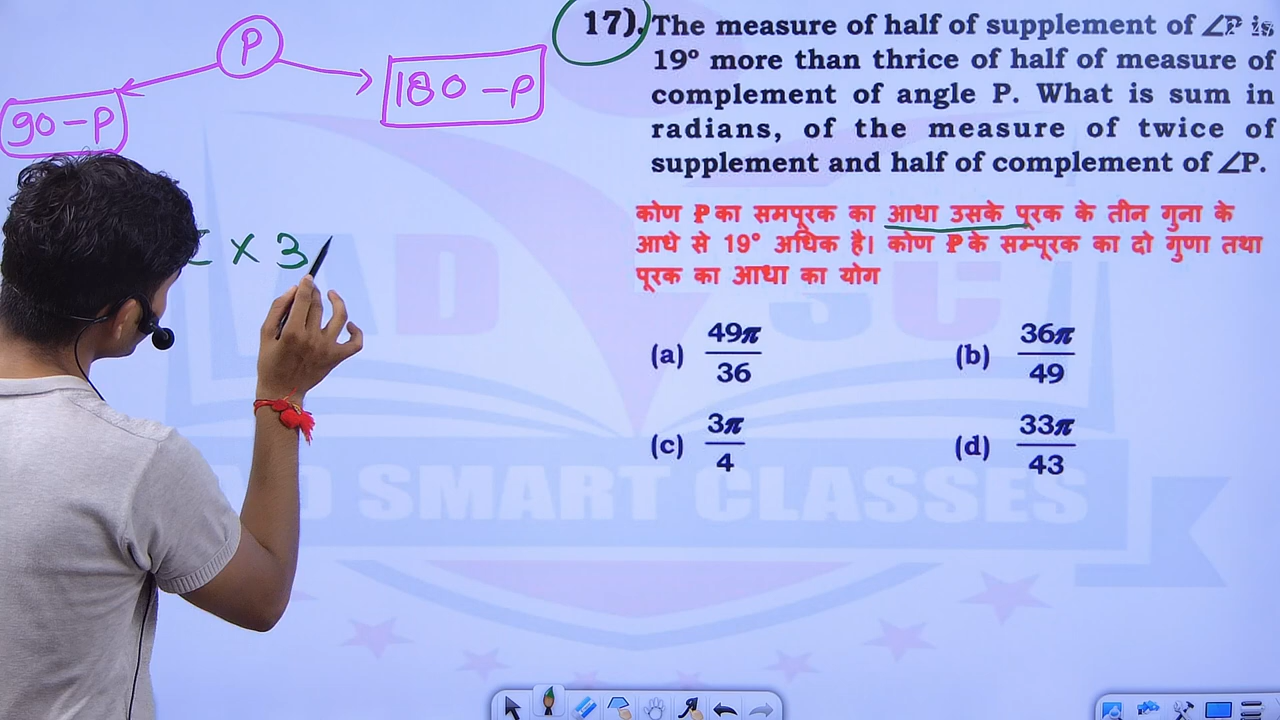 P
90-P
180-P
× 3
17). The measure of half of supplement of ∠P is
19° more than thrice of half of measure of
complement of angle P. What is sum in
radians, of the measure of twice of
supplement and half of complement of ∠P.
कोण P का समपूरक का आधा उसके पूरक के तीन गुना के
आधे से 19° अधिक है। कोण P के सम्पूरक का दो गुणा तथा
पूरक का आधा का योग
(a) 49π/36
(b) 36π/49
(c) 3π/4
(d) 33π/43
SMART CLASSES